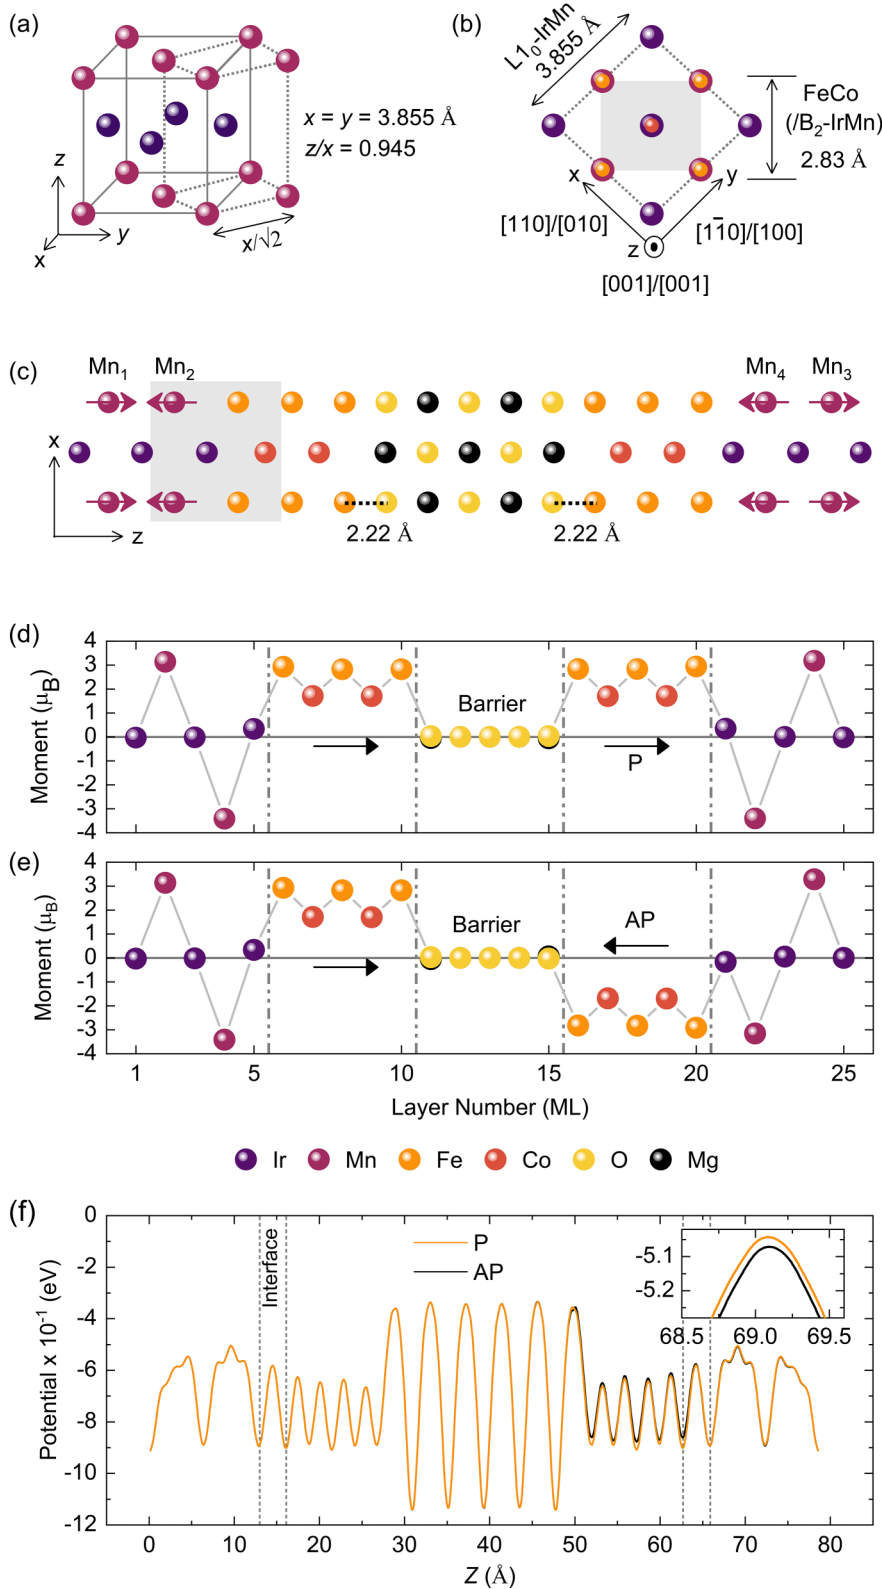 (a)
x = y = 3.855 Å
z/x = 0.945
z
y
x
x/√2
(b)
L1₀-IrMn
3.855 Å
FeCo
(/B₂-IrMn)
2.83 Å
x
y
z
[110]/[010]
[11̄0]/[100]
[001]/[001]
(c)
Mn₁
Mn₂
Mn₄
Mn₃
x
z
2.22 Å
2.22 Å
(d)
Moment (μB)
4
3
2
1
0
-1
-2
-3
-4
Barrier
P
(e)
Moment (μ_B)
4
3
2
1
0
-1
-2
-3
-4
Barrier
AP
1
5
10
15
20
25
Layer Number (ML)
Ir
Mn
Fe
Co
O
Mg
(f)
Potential x 10⁻¹ (eV)
0
-2
-4
-6
-8
-10
-12
Interface
P
AP
-5.1
-5.2
68.5
69.0
69.5
0
10
20
30
40
50
60
70
80
Z (Å)